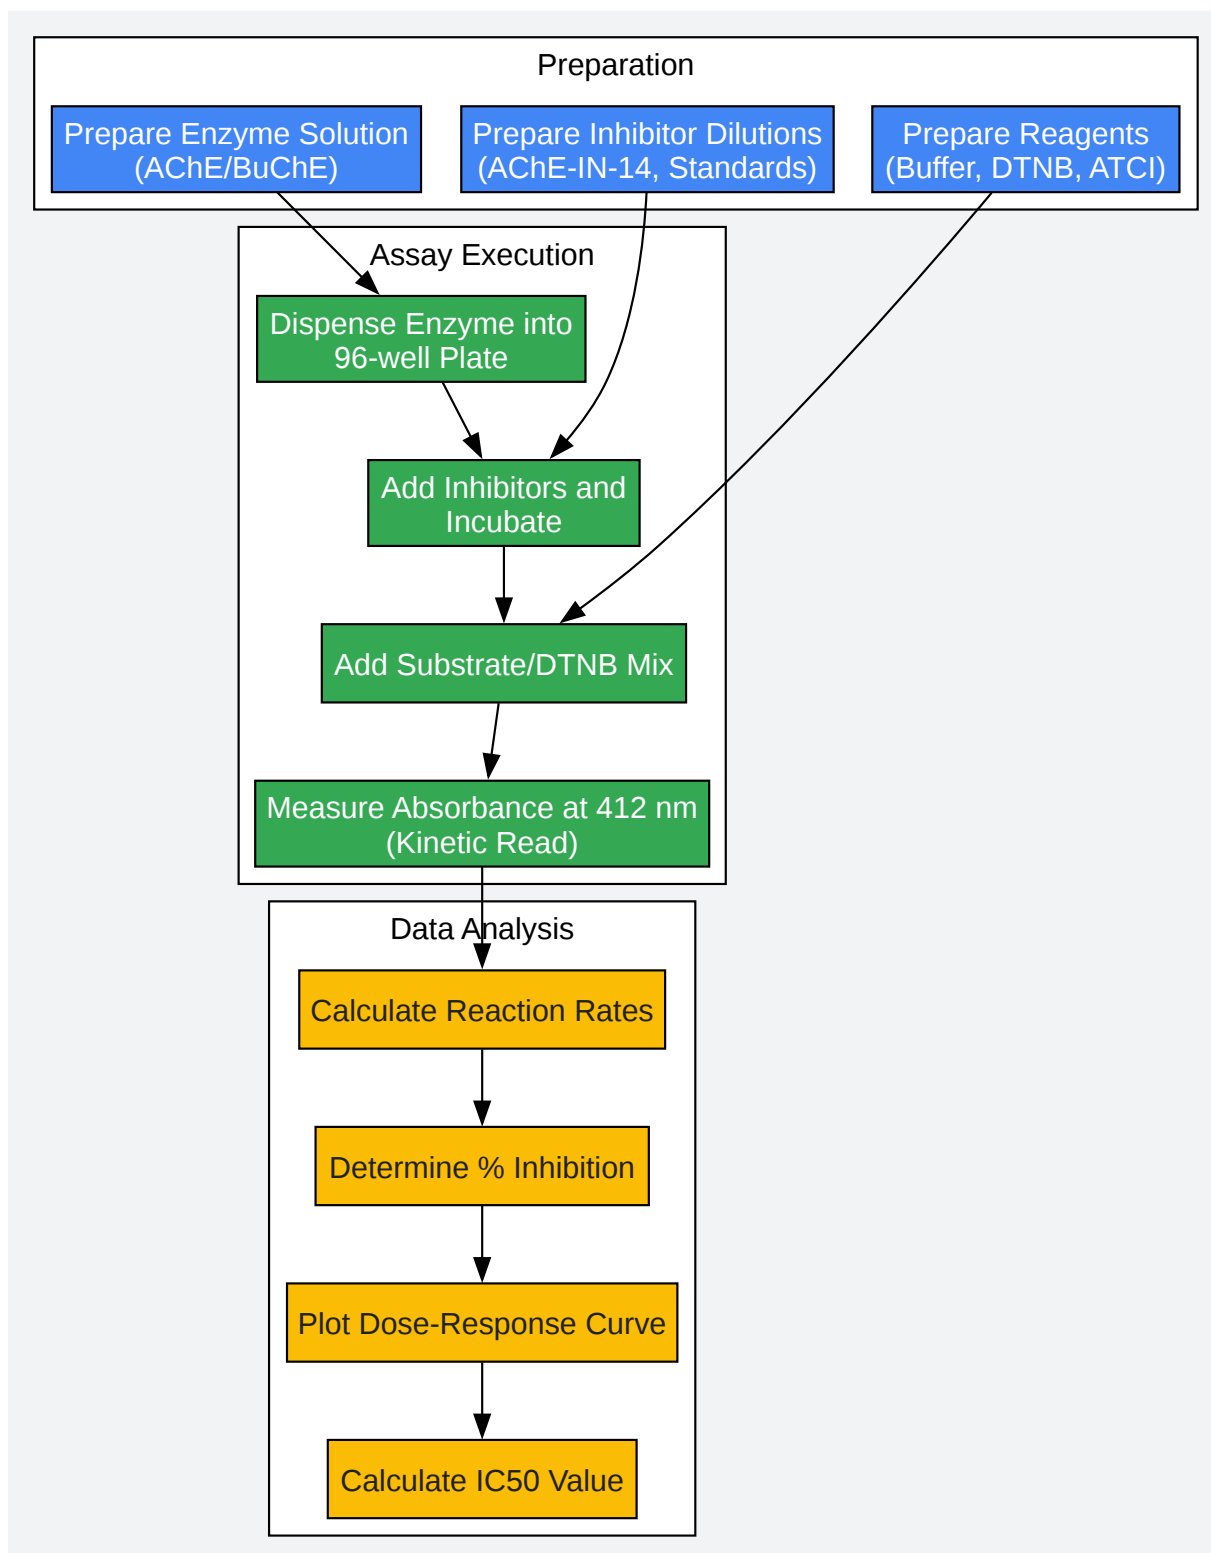 Preparation
Prepare Enzyme Solution
(AChE/BuChE)
Prepare Inhibitor Dilutions
(AChE-IN-14, Standards)
Prepare Reagents
(Buffer, DTNB, ATCI)
Assay Execution
Dispense Enzyme into
96-well Plate
Add Inhibitors and
Incubate
Add Substrate/DTNB Mix
Measure Absorbance at 412 nm
(Kinetic Read)
Data Analysis
Calculate Reaction Rates
Determine % Inhibition
Plot Dose-Response Curve
Calculate IC50 Value